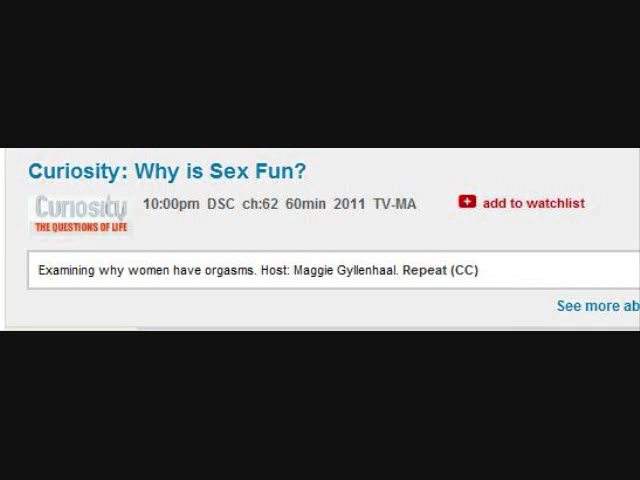 Curiosity: Why is Sex Fun?
Curiosity
THE QUESTIONS OF LIFE
10:00pm DSC ch:62 60min 2011 TV-MA
add to watchlist
Examining why women have orgasms. Host: Maggie Gyllenhaal. Repeat (CC)
See more ab